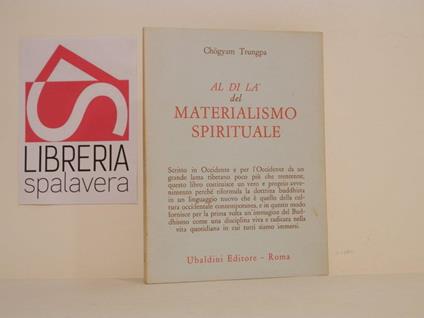 LIBRERIA
spalavera
Chögyam Trungpa
AL DI LA'
del
MATERIALISMO
SPIRITUALE
Scritto in Occidente e per l'Occidente da un
grande lama tibetano poco più che trentenne,
questo libro costituisce un vero e proprio avve-
nimento perché riformula la dottrina buddhista
in un linguaggio nuovo che è quello della cul-
tura occidentale contemporanea, e in questo modo
fornisce per la prima volta un'immagine del Bud-
dhismo come una disciplina viva e radicata nella
vita quotidiana in cui tutti siamo immersi.
Ubaldini Editore - Roma